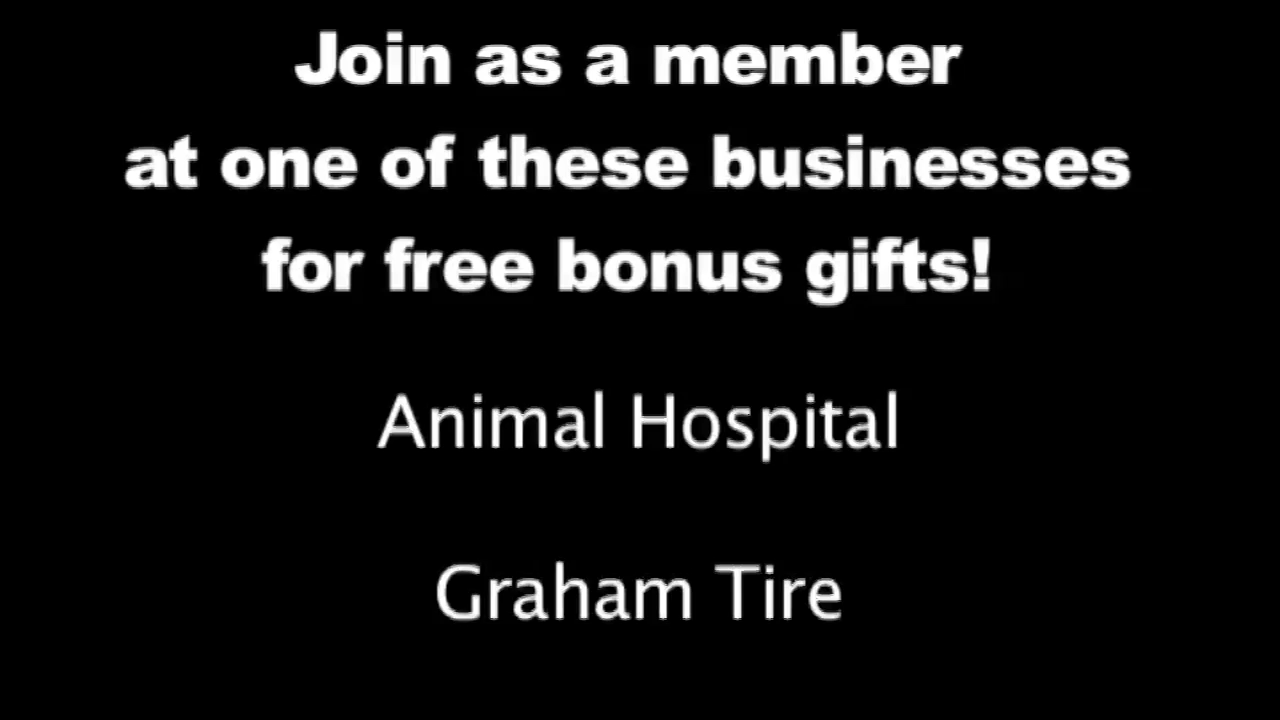 Join as a member
at one of these businesses
for free bonus gifts!
Animal Hospital
Graham Tire